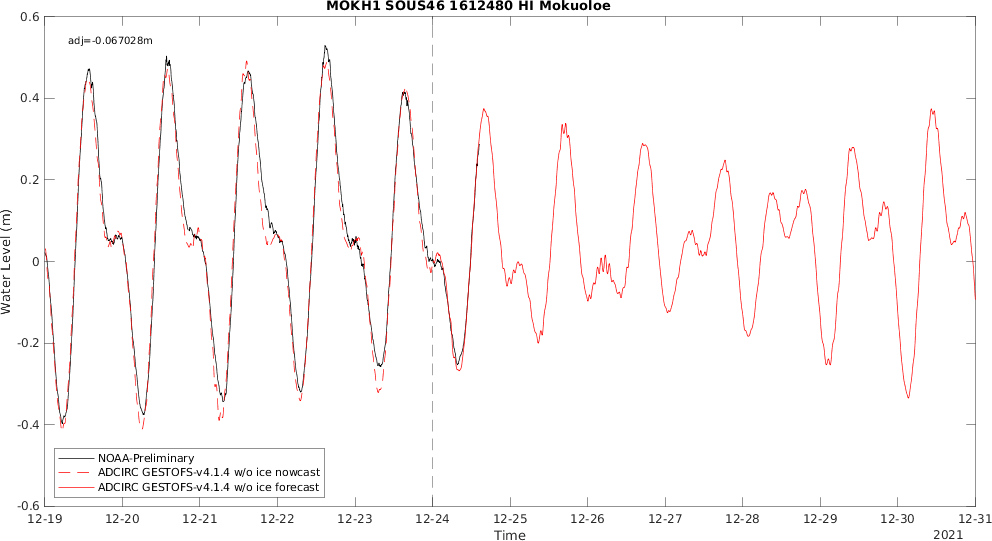 MOKH1 SOUS46 1612480 HI Mokuoloe
adj=-0.067028m
0.6
0.4
0.2
0
-0.2
-0.4
-0.6
Water Level (m)
NOAA-Preliminary
ADCIRC GESTOFS-v4.1.4 w/o ice nowcast
ADCIRC GESTOFS-v4.1.4 w/o ice forecast
12-19 12-20 12-21 12-22 12-23 12-24 12-25 12-26 12-27 12-28 12-29 12-30 12-31
Time
2021